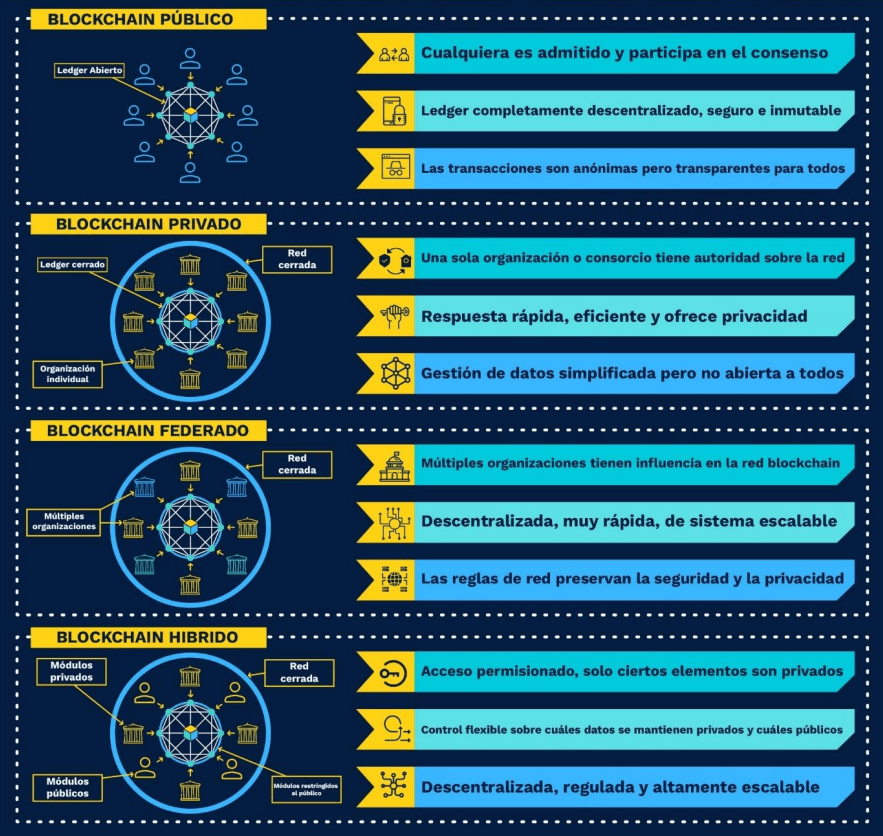 BLOCKCHAIN PÚBLICO
Ledger Abierto
Cualquiera es admitido y participa en el consenso
Ledger completamente descentralizado, seguro e inmutable
Las transacciones son anónimas pero transparentes para todos
BLOCKCHAIN PRIVADO
Ledger cerrado
Red
cerrada
Organización
individual
Una sola organización o consorcio tiene autoridad sobre la red
Respuesta rápida, eficiente y ofrece privacidad
Gestión de datos simplificada pero no abierta a todos
BLOCKCHAIN FEDERADO
Red
cerrada
Múltiples
organizaciones
Múltiples organizaciones tienen influencia en la red blockchain
Descentralizada, muy rápida, de sistema escalable
Las reglas de red preservan la seguridad y la privacidad
BLOCKCHAIN HIBRIDO
Módulos
privados
Red
cerrada
Módulos
públicos
Módulos restringidos
al público
Acceso permisionado, solo ciertos elementos son privados
Control flexible sobre cuáles datos se mantienen privados y cuáles públicos
Descentralizada, regulada y altamente escalable